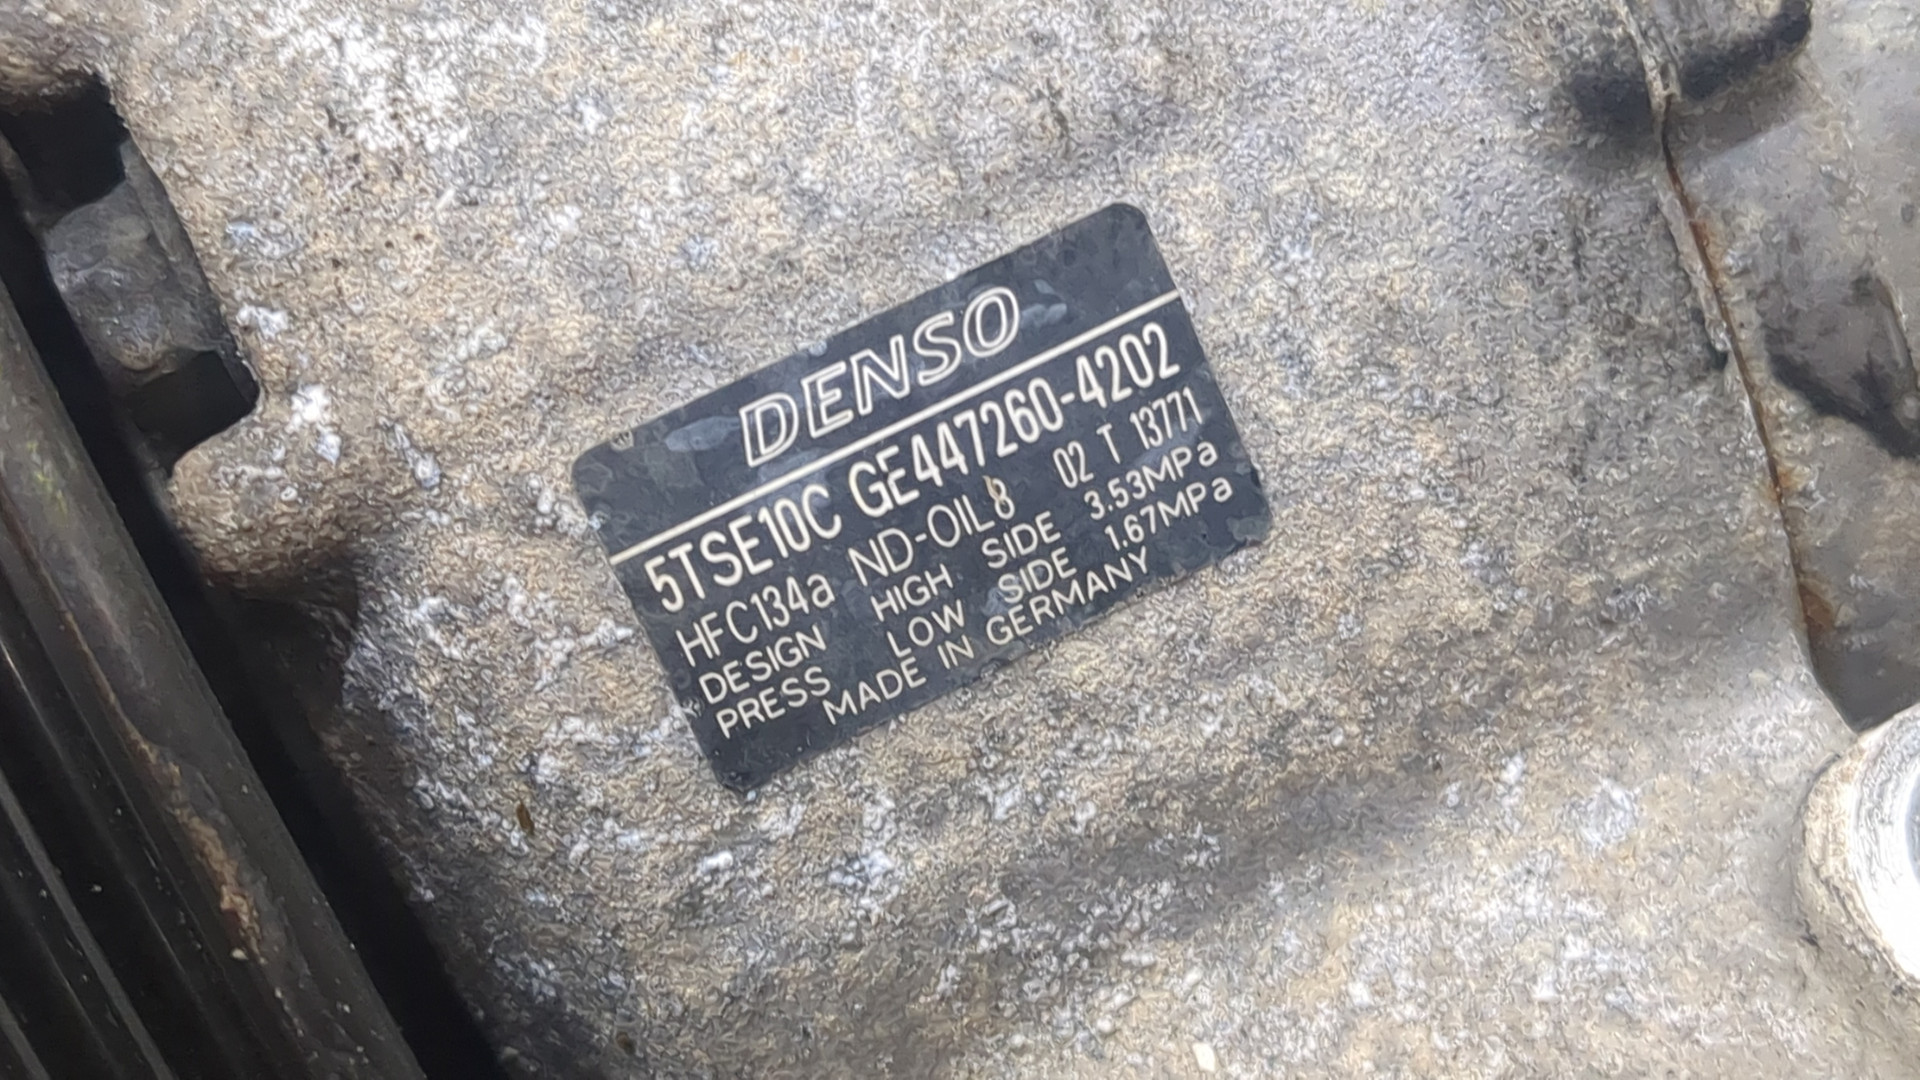 DENSO
5TSE10C GE447260-4202
HFC134a ND-OIL8 02 T 13771
DESIGN HIGH SIDE 3.53MPa
PRESS LOW SIDE 1.67MPa
MADE IN GERMANY